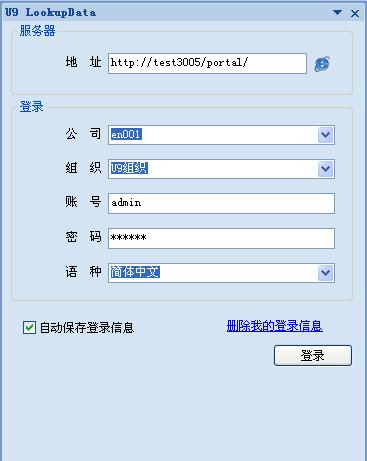 U9 LookupData
服务器
地 址 http://test3005/portal/
登录
公 司 en001
组 织 U9组织
账 号 admin
密 码 ******
语 种 简体中文
自动保存登录信息 删除我的登录信息
登录